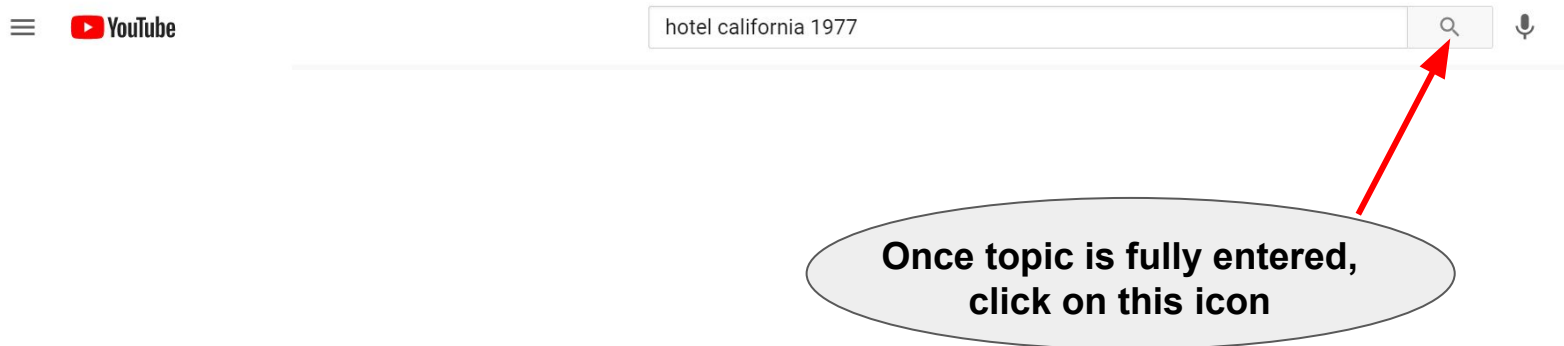 YouTube
hotel california 1977
Once topic is fully entered,
click on this icon